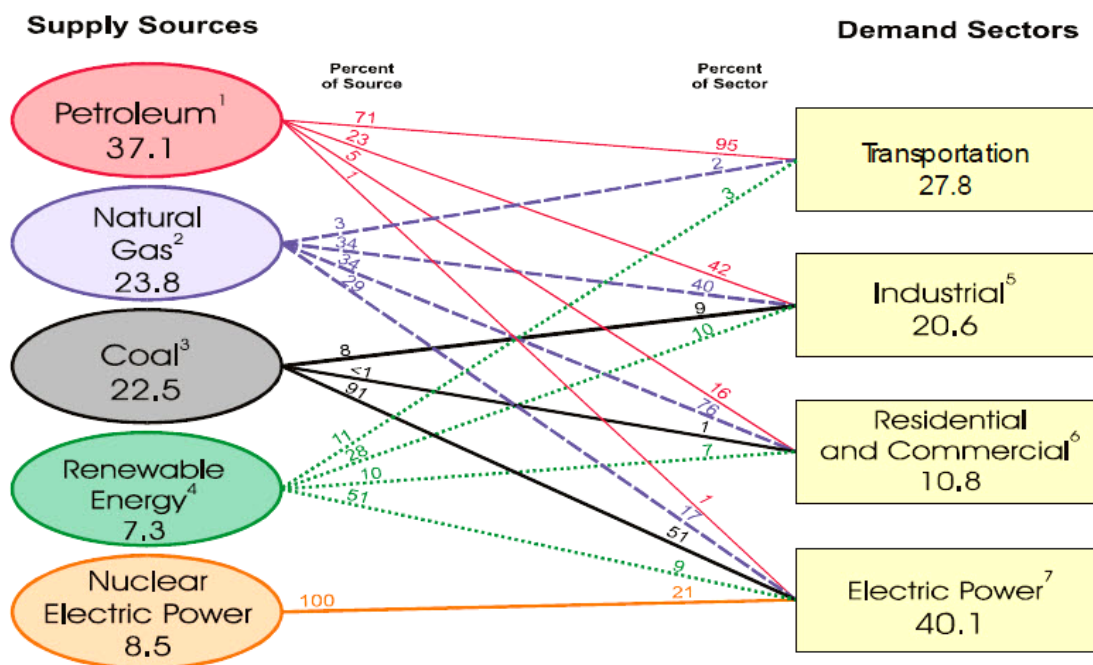 Supply Sources
Demand Sectors
Percent
of Source
Percent
of Sector
Petroleum¹
37.1
Natural
Gas²
23.8
Coal³
22.5
Renewable
Energy⁴
7.3
Nuclear
Electric Power
8.5
71
23
5
1
3
34
34
29
8
<1
91
11
28
10
51
100
95
2
3
42
40
9
10
16
76
1
7
1
17
51
9
21
Transportation
27.8
Industrial⁵
20.6
Residential
and Commercial⁶
10.8
Electric Power⁷
40.1